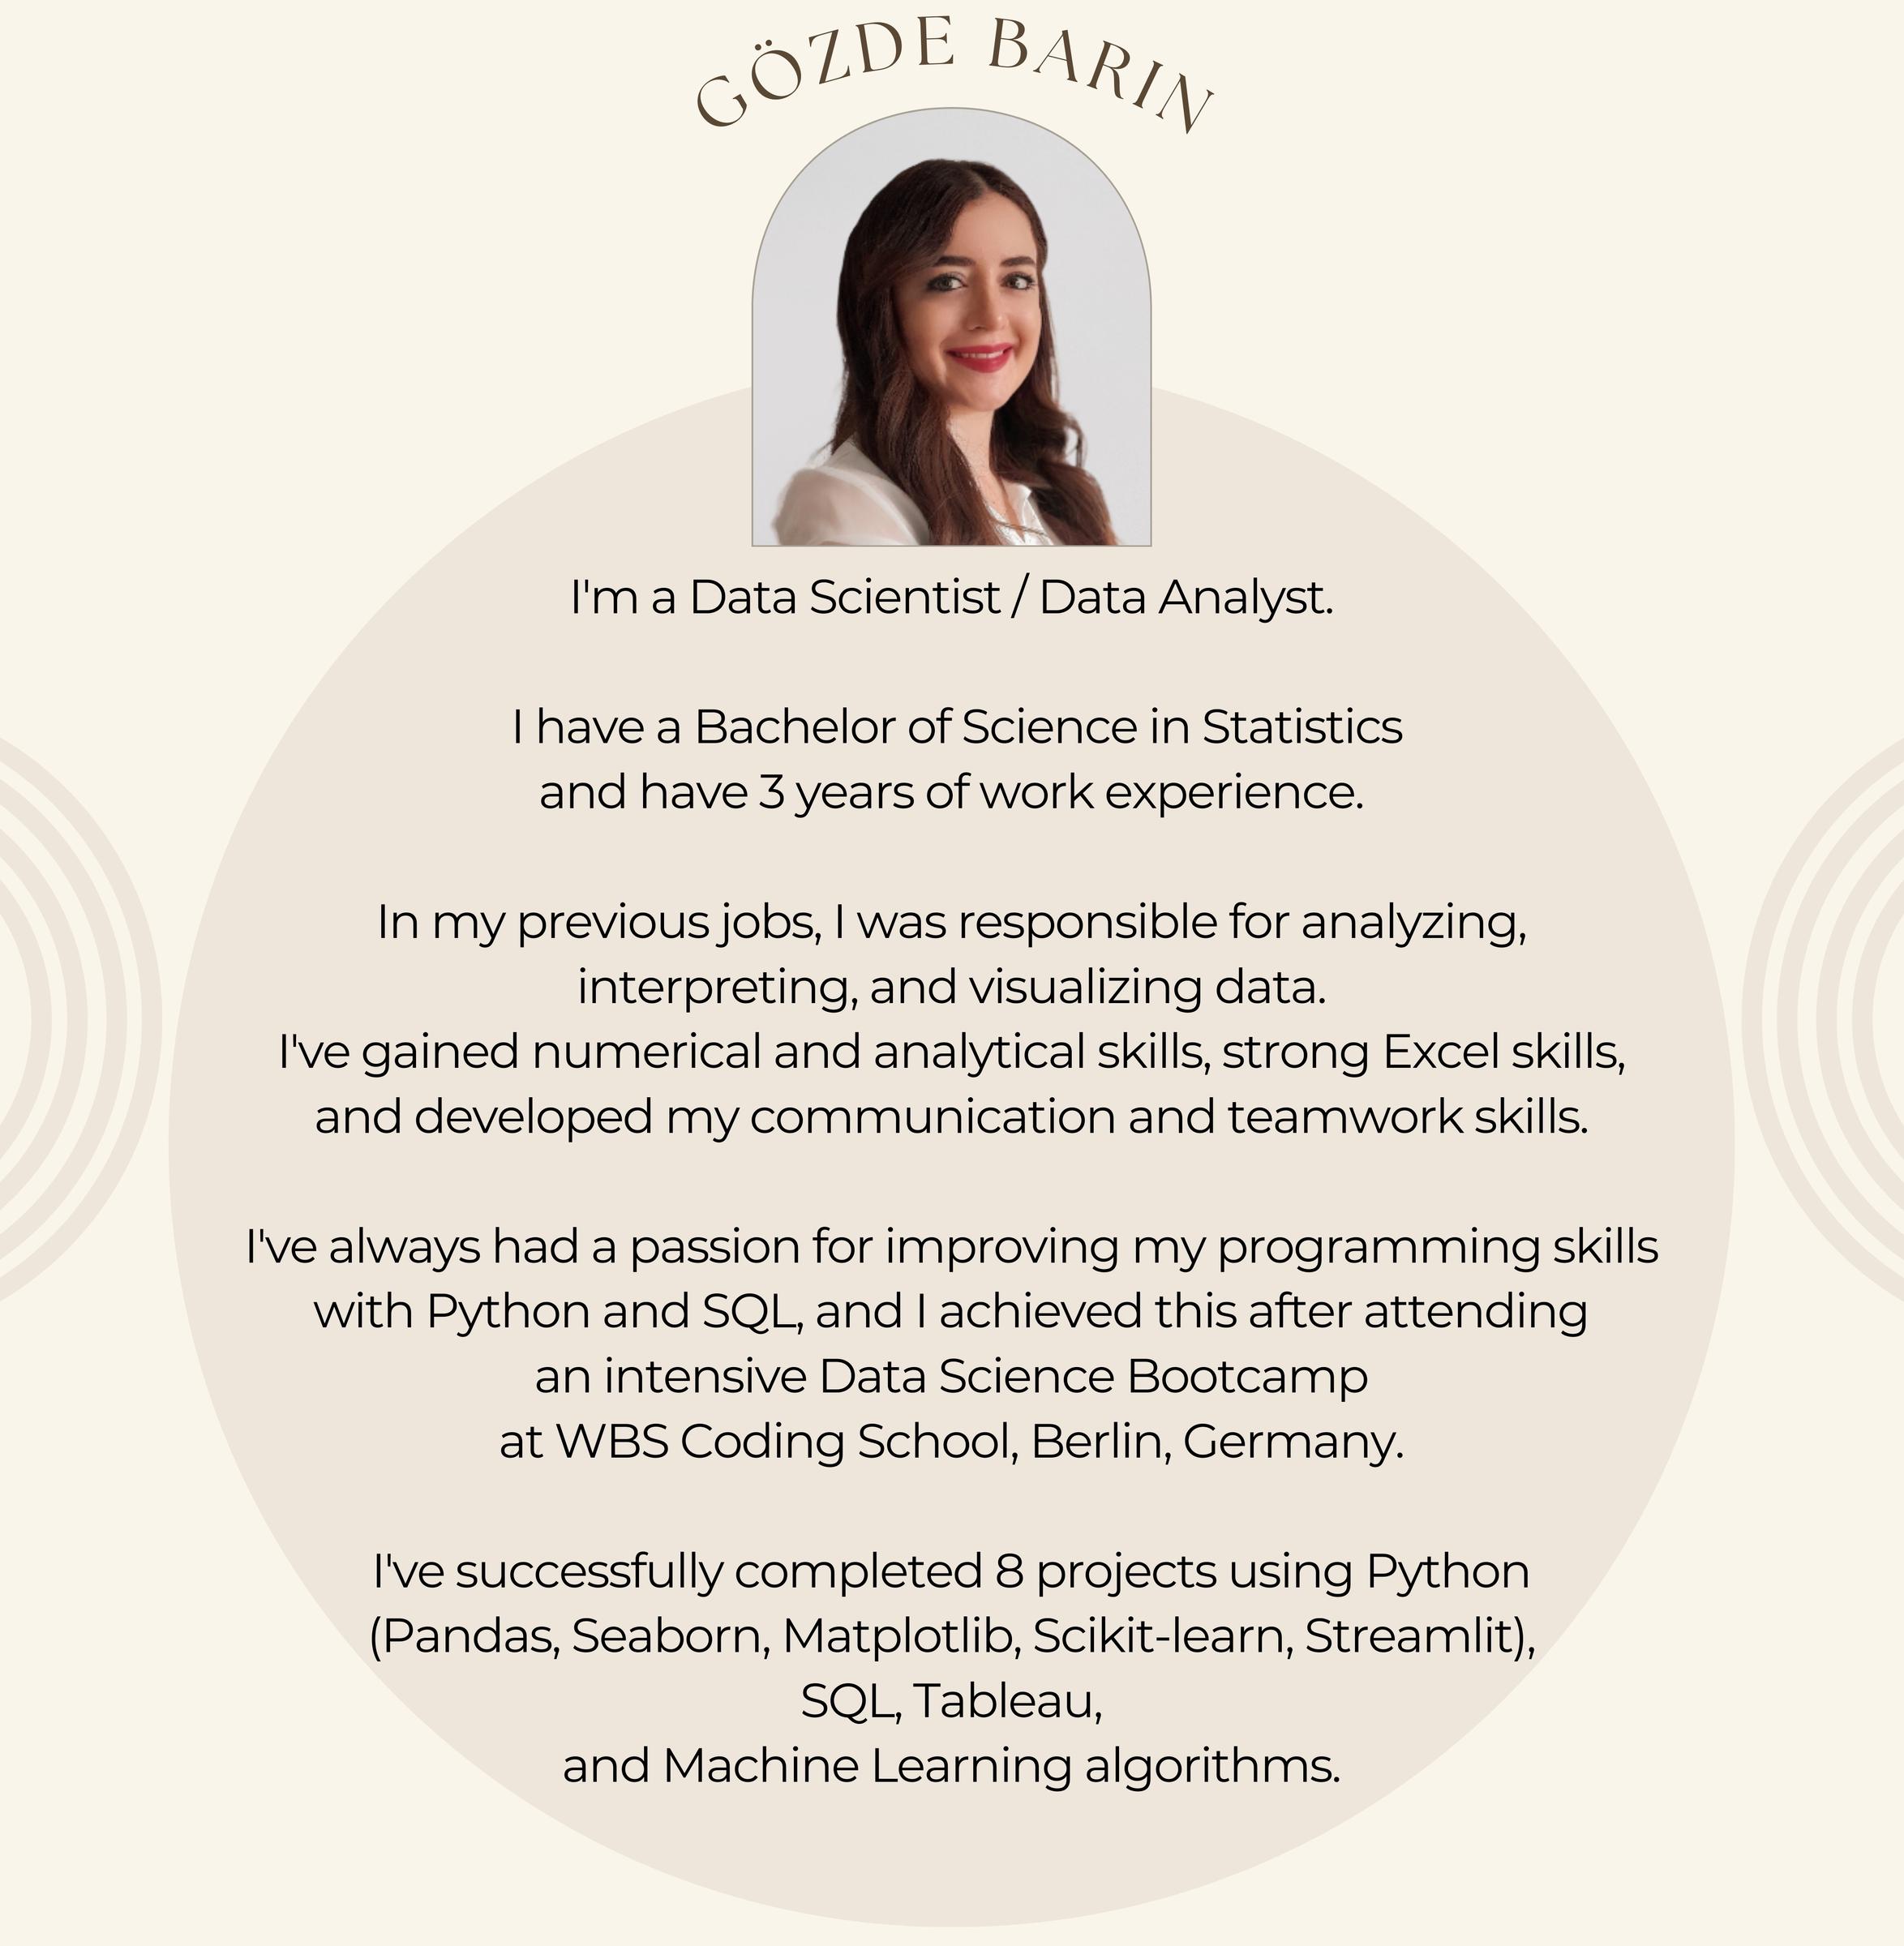 GÖZDE BARIN
I'm a Data Scientist / Data Analyst.
I have a Bachelor of Science in Statistics
and have 3 years of work experience.
In my previous jobs, I was responsible for analyzing,
interpreting, and visualizing data.
I've gained numerical and analytical skills, strong Excel skills,
and developed my communication and teamwork skills.
I've always had a passion for improving my programming skills
with Python and SQL, and I achieved this after attending
an intensive Data Science Bootcamp
at WBS Coding School, Berlin, Germany.
I've successfully completed 8 projects using Python
(Pandas, Seaborn, Matplotlib, Scikit-learn, Streamlit),
SQL, Tableau,
and Machine Learning algorithms.